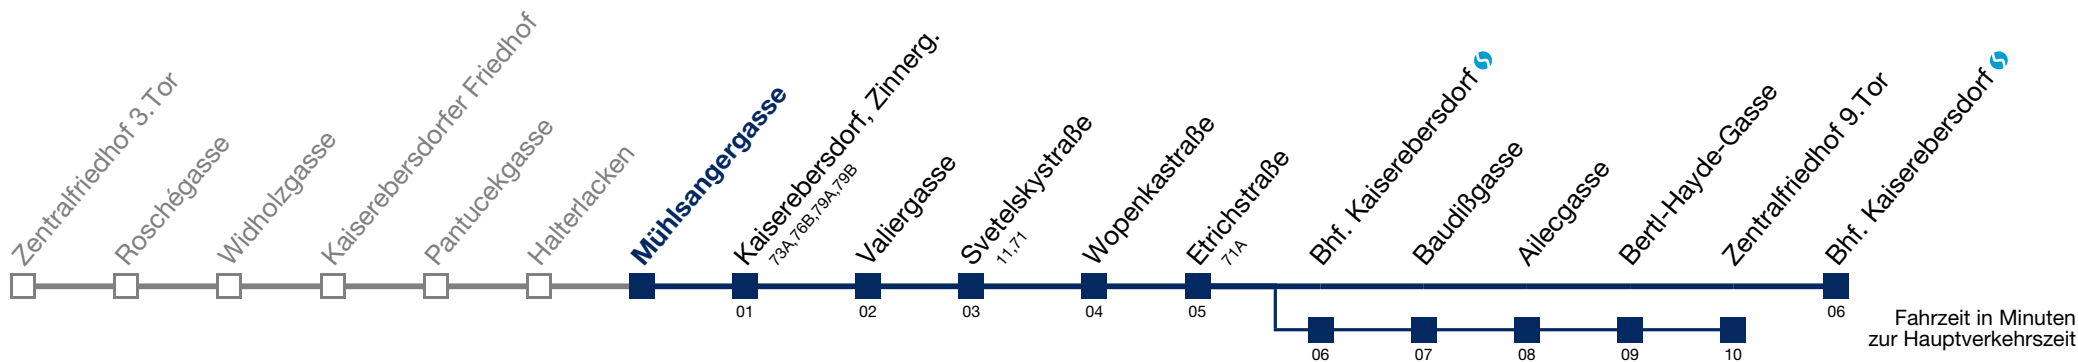 Zentralfriedhof 3. Tor
Roschégasse
Widholzgasse
Kaiserebersdorfer Friedhof
Pantucekgasse
Halterlacken
Mühlsangergasse
Kaiserebersdorf, Zinnerg.
73A,76B,79A,79B
Valiergasse
Svetelskystraße
11,71
Wopenkastraße
Etrichstraße
71A
Bhf. Kaiserebersdorf
Baudißgasse
Ailecgasse
Bertl-Hayde-Gasse
Zentralfriedhof 9. Tor
Bhf. Kaiserebersdorf
01
02
03
04
05
06
Fahrzeit in Minuten
zur Hauptverkehrszeit
06
07
08
09
10